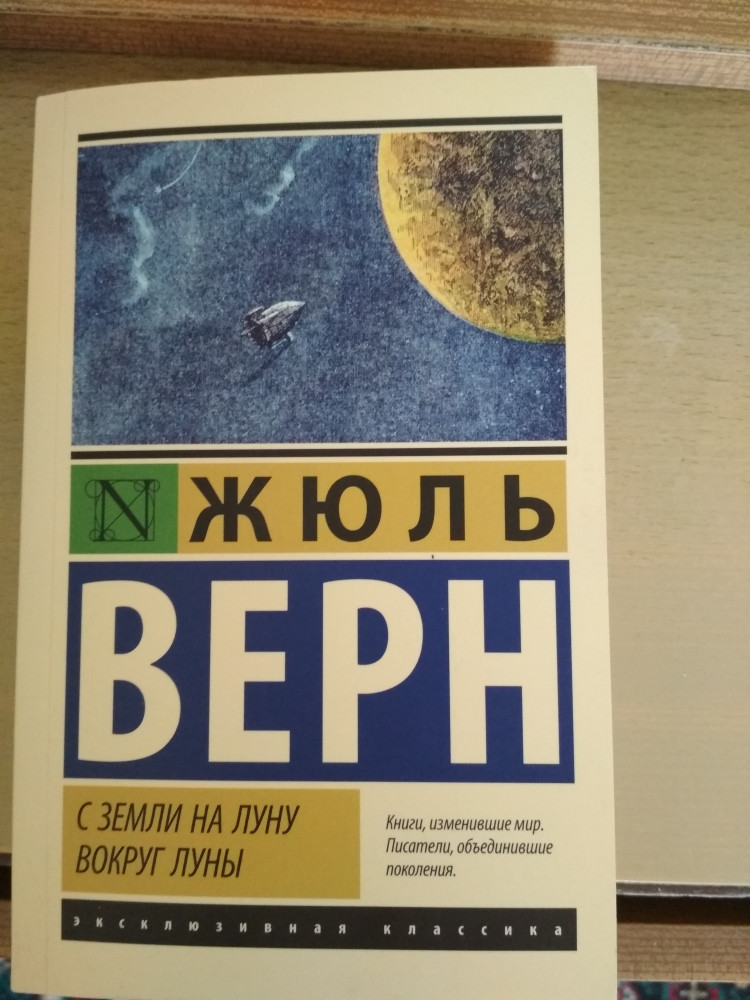 N
ЖЮЛЬ
ВЕРН
С ЗЕМЛИ НА ЛУНУ
ВОКРУГ ЛУНЫ
Книги, изменившие мир.
Писатели, объединившие
поколения.
эксклюзивная классика